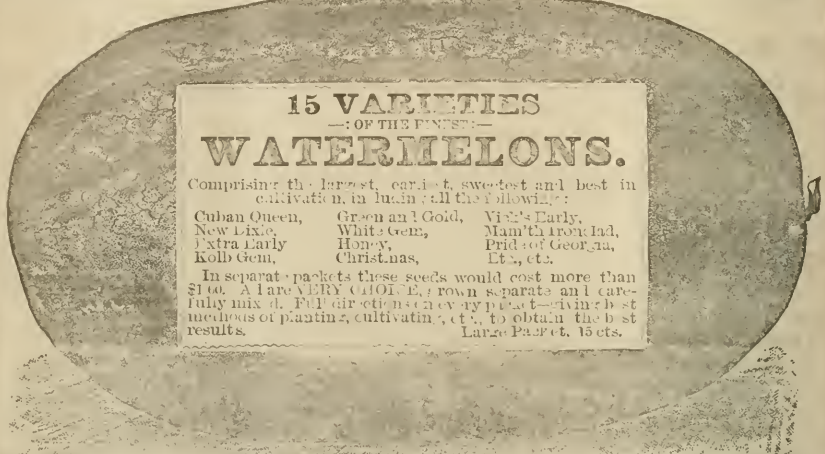 15 VARIETIES
—: OF THE FINEST :—
WATERMELONS.
Comprising the largest, earliest, sweetest and best in
cultivation, including all the following:
Cuban Queen, Green and Gold, Vick's Early,
New Dixie, White Gem, Mam'th Ironclad,
Extra Early Honey, Pride of Georgia,
Kolb Gem, Christmas, Etc., etc.
In separate packets these seeds would cost more than
$1.60. All are VERY CHOICE, grown separate and care-
fully mixed. Full directions on every packet—giving best
methods of planting, cultivating, etc., to obtain the best
results. Large Packet, 15 cts.